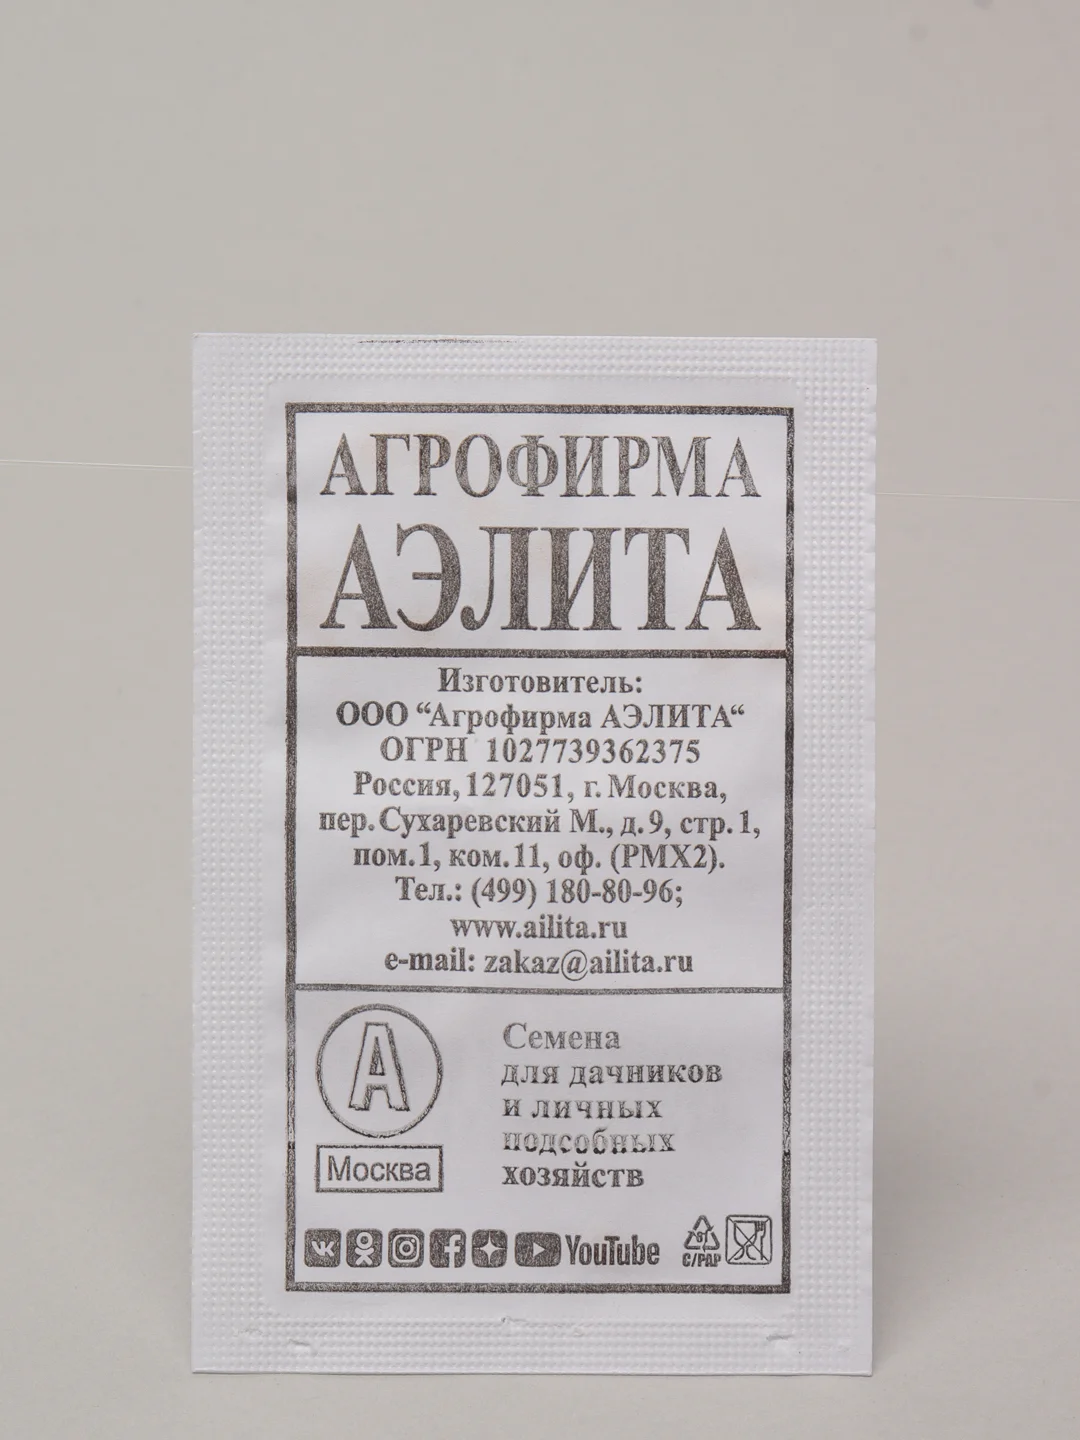 АГРОФИРМА
АЭЛИТА
Изготовитель:
ООО “Агрофирма АЭЛИТА“
ОГРН 1027739362375
Россия, 127051, г. Москва,
пер. Сухаревский М., д. 9, стр. 1,
пом. 1, ком. 11, оф. (РМХ2).
Тел.: (499) 180-80-96;
www.ailita.ru
e-mail: zakaz@ailita.ru
А
Москва
Семена
для дачников
и личных
подсобных
хозяйств
YouTube
81
C/PAP